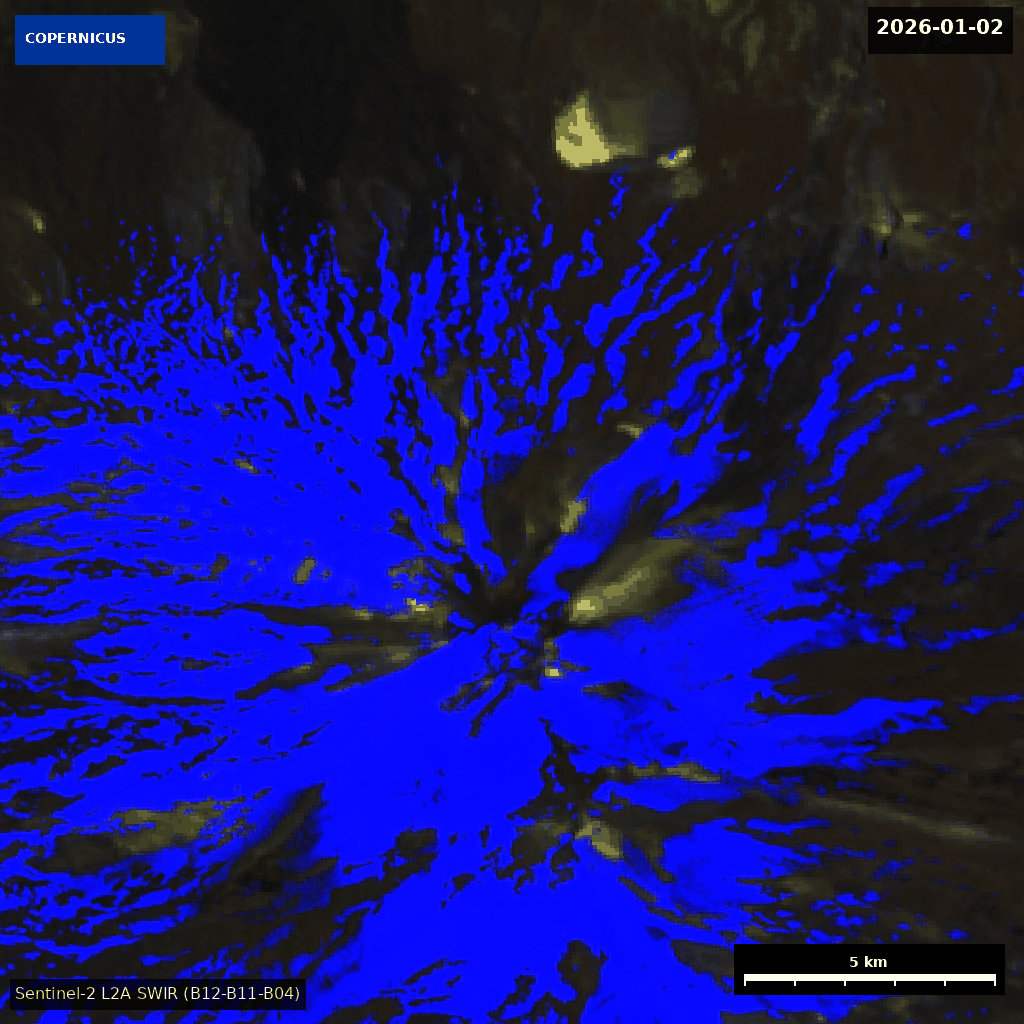 COPERNICUS
2026-01-02
5 km
Sentinel-2 L2A SWIR (B12-B11-B04)